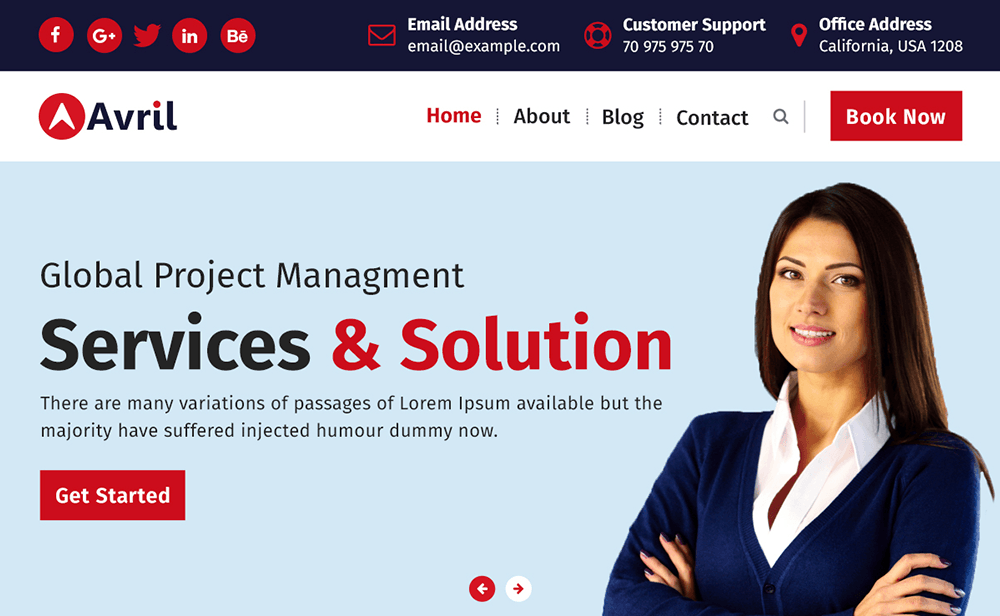 Email Address
email@example.com
Customer Support
70 975 975 70
Office Address
California, USA 1208
f
G+
in
Bē
Avril
Home
About
Blog
Contact
Book Now
Global Project Managment
Services & Solution
There are many variations of passages of Lorem Ipsum available but the
majority have suffered injected humour dummy now.
Get Started